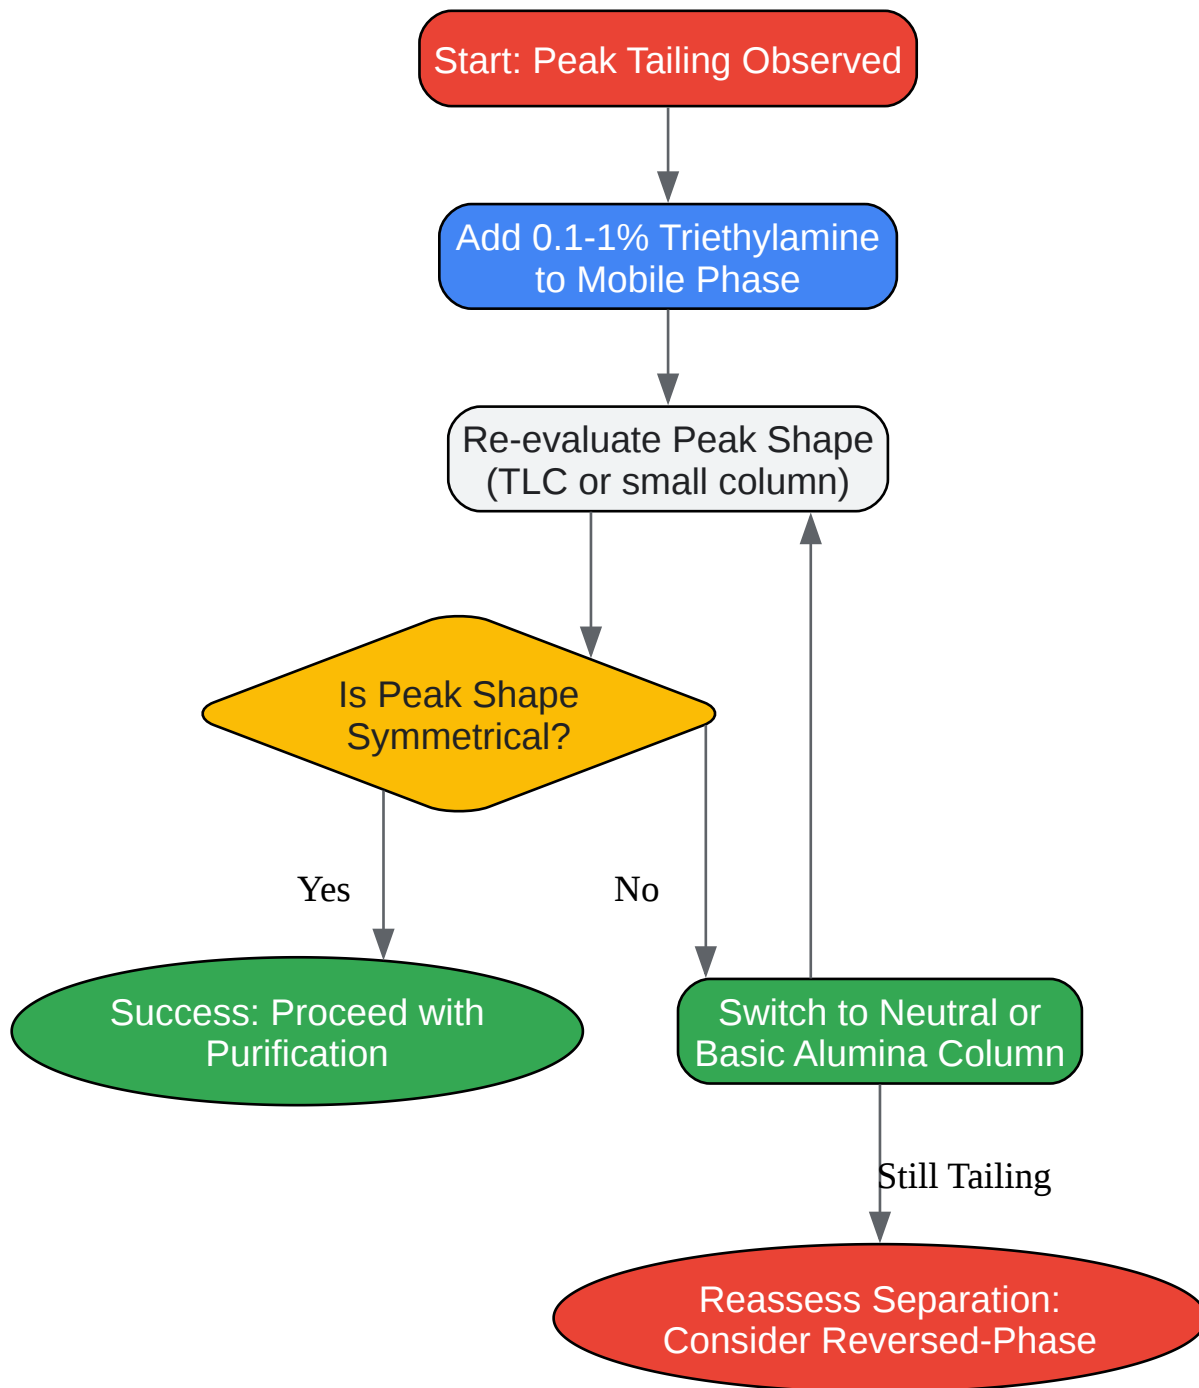 Start: Peak Tailing Observed
Add 0.1-1% Triethylamine
to Mobile Phase
Re-evaluate Peak Shape
(TLC or small column)
Is Peak Shape
Symmetrical?
Yes
No
Success: Proceed with
Purification
Switch to Neutral or
Basic Alumina Column
Still Tailing
Reassess Separation:
Consider Reversed-Phase